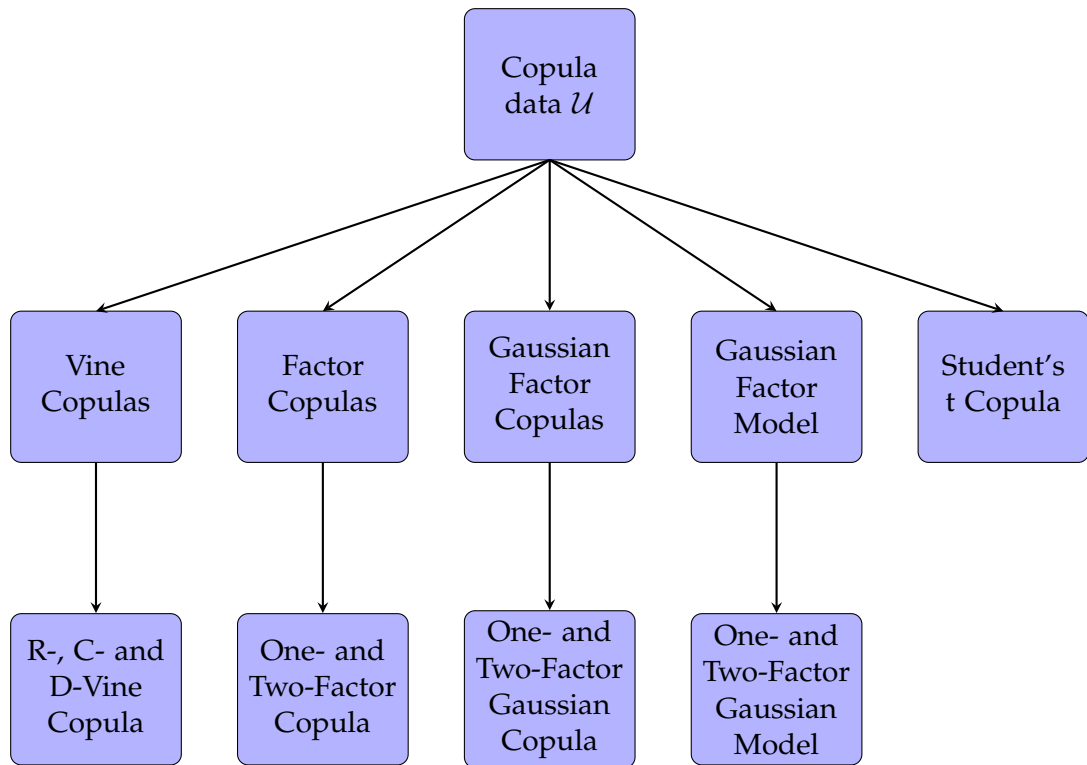 Copula
data 𝒰
Vine
Copulas
Factor
Copulas
Gaussian
Factor
Copulas
Gaussian
Factor
Model
Student's
t Copula
R-, C- and
D-Vine
Copula
One- and
Two-Factor
Copula
One- and
Two-Factor
Gaussian
Copula
One- and
Two-Factor
Gaussian
Model